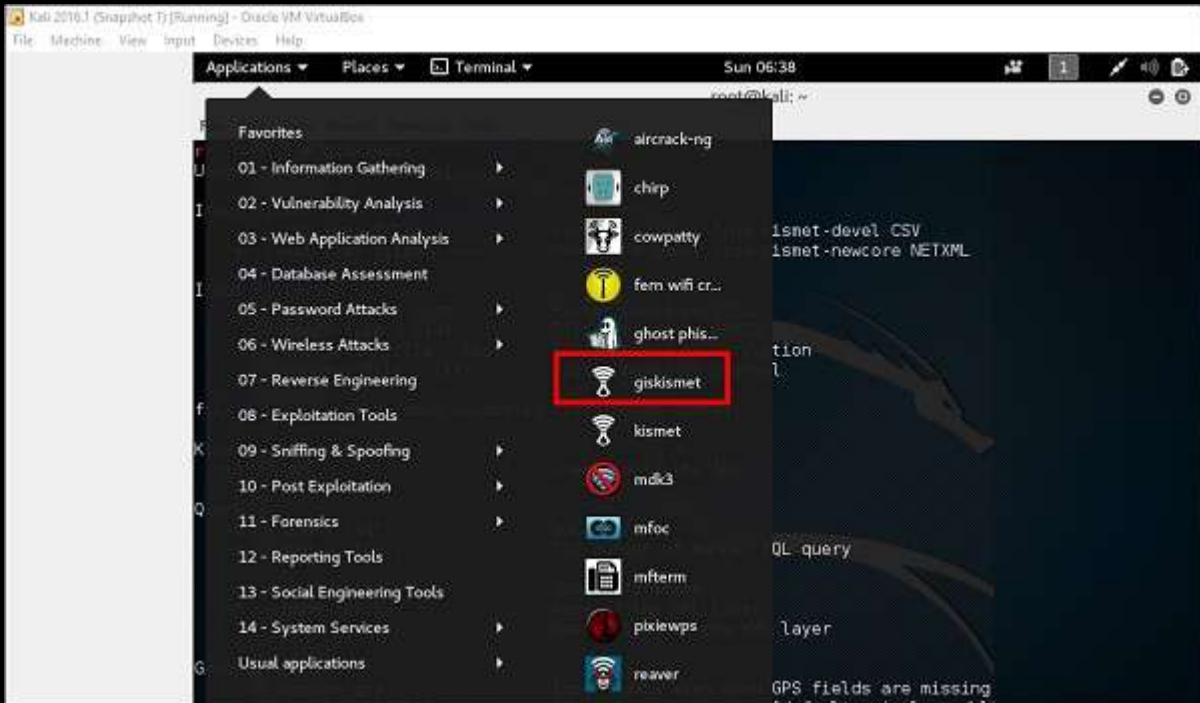 Kali 2016.1 (Snapshot 1) [Running] - Oracle VM VirtualBox
File Machine View Input Devices Help
Applications Places Terminal Sun 06:38 1
root@kali: ~
Favorites
01 - Information Gathering
02 - Vulnerability Analysis
03 - Web Application Analysis
04 - Database Assessment
05 - Password Attacks
06 - Wireless Attacks
07 - Reverse Engineering
08 - Exploitation Tools
09 - Sniffing & Spoofing
10 - Post Exploitation
11 - Forensics
12 - Reporting Tools
13 - Social Engineering Tools
14 - System Services
Usual applications
aircrack-ng
chirp
cowpatty
fern wifi cr...
ghost phis...
giskismet
kismet
mdk3
mfoc
mfterm
pixiewps
reaver
ismet-devel CSV
ismet-newcore NETXML
tion
l
QL query
layer
GPS fields are missing